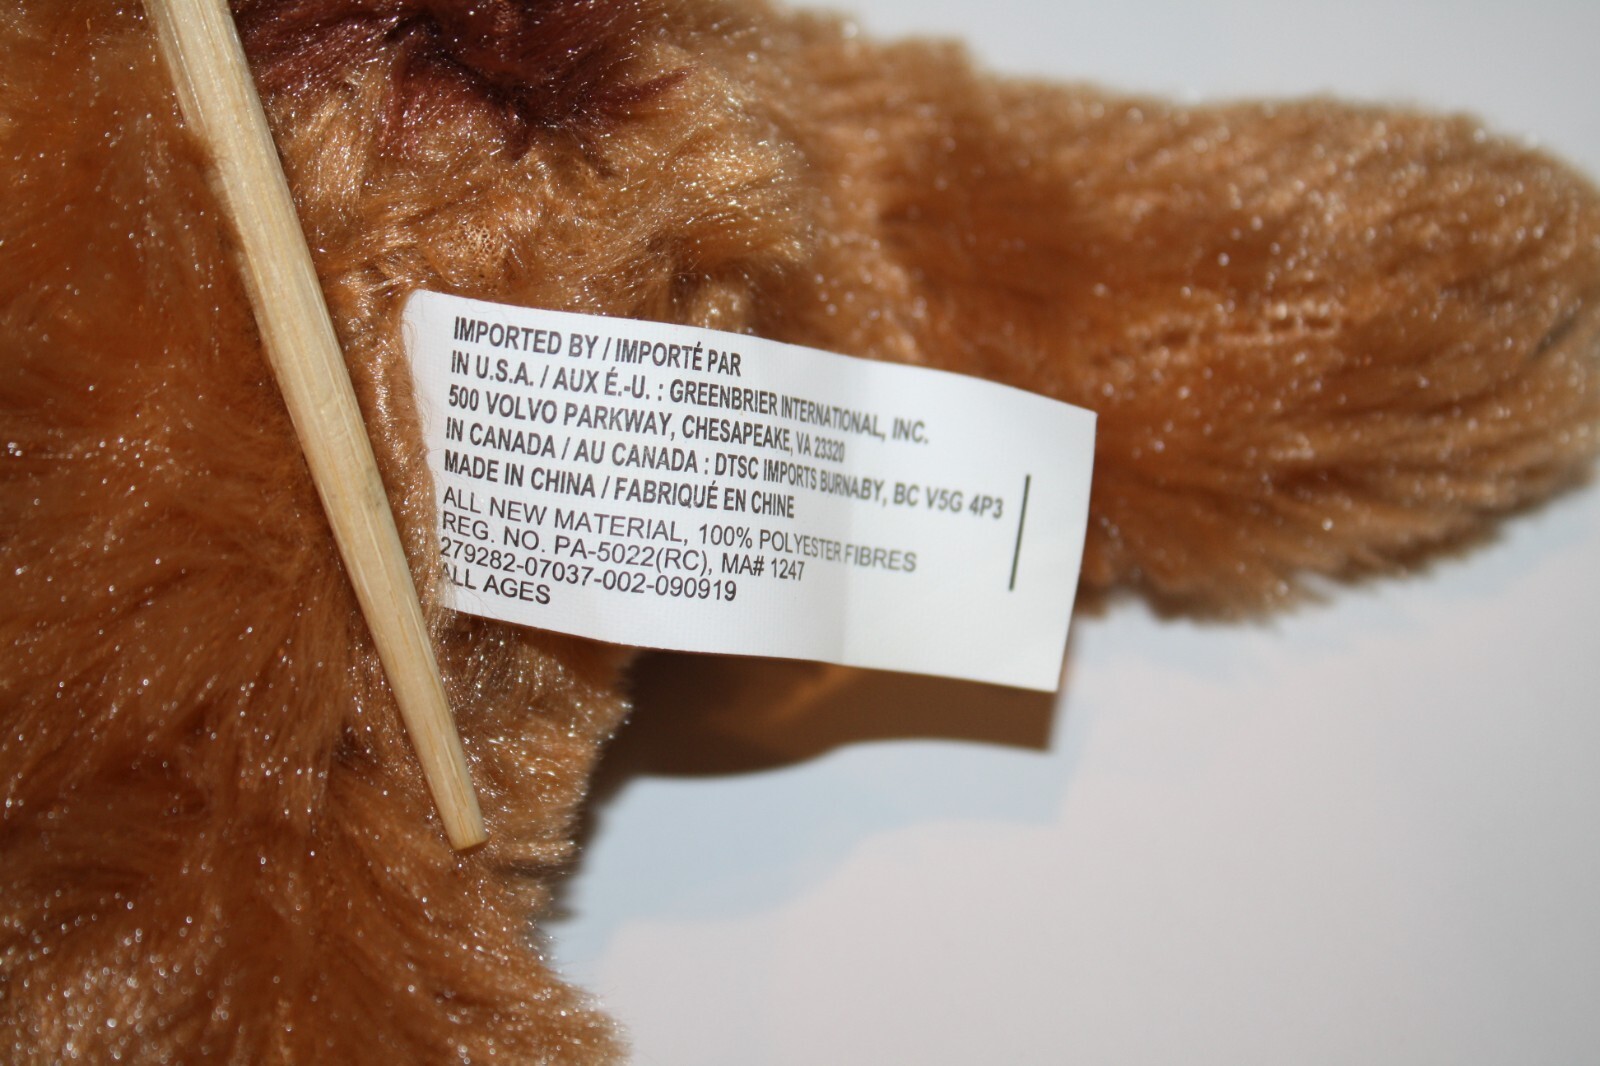 IMPORTED BY / IMPORTÉ PAR
IN U.S.A. / AUX É.-U. : GREENBRIER INTERNATIONAL, INC.
500 VOLVO PARKWAY, CHESAPEAKE, VA 23320
IN CANADA / AU CANADA : DTSC IMPORTS BURNABY, BC V5G 4P3
MADE IN CHINA / FABRIQUÉ EN CHINE
ALL NEW MATERIAL, 100% POLYESTER FIBRES
REG. NO. PA-5022(RC), MA# 1247
279282-07037-002-090919
ALL AGES